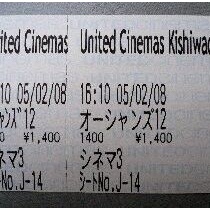 nited Cinemas United Cinemas Kishiwad
:10 05/02/08 16:10 05/02/08
ャンズ12 オーシャンズ12
¥1,400 1400 ¥1,400
シネマ3 シネマ3
シートNo.J-14 シートNo.J-14